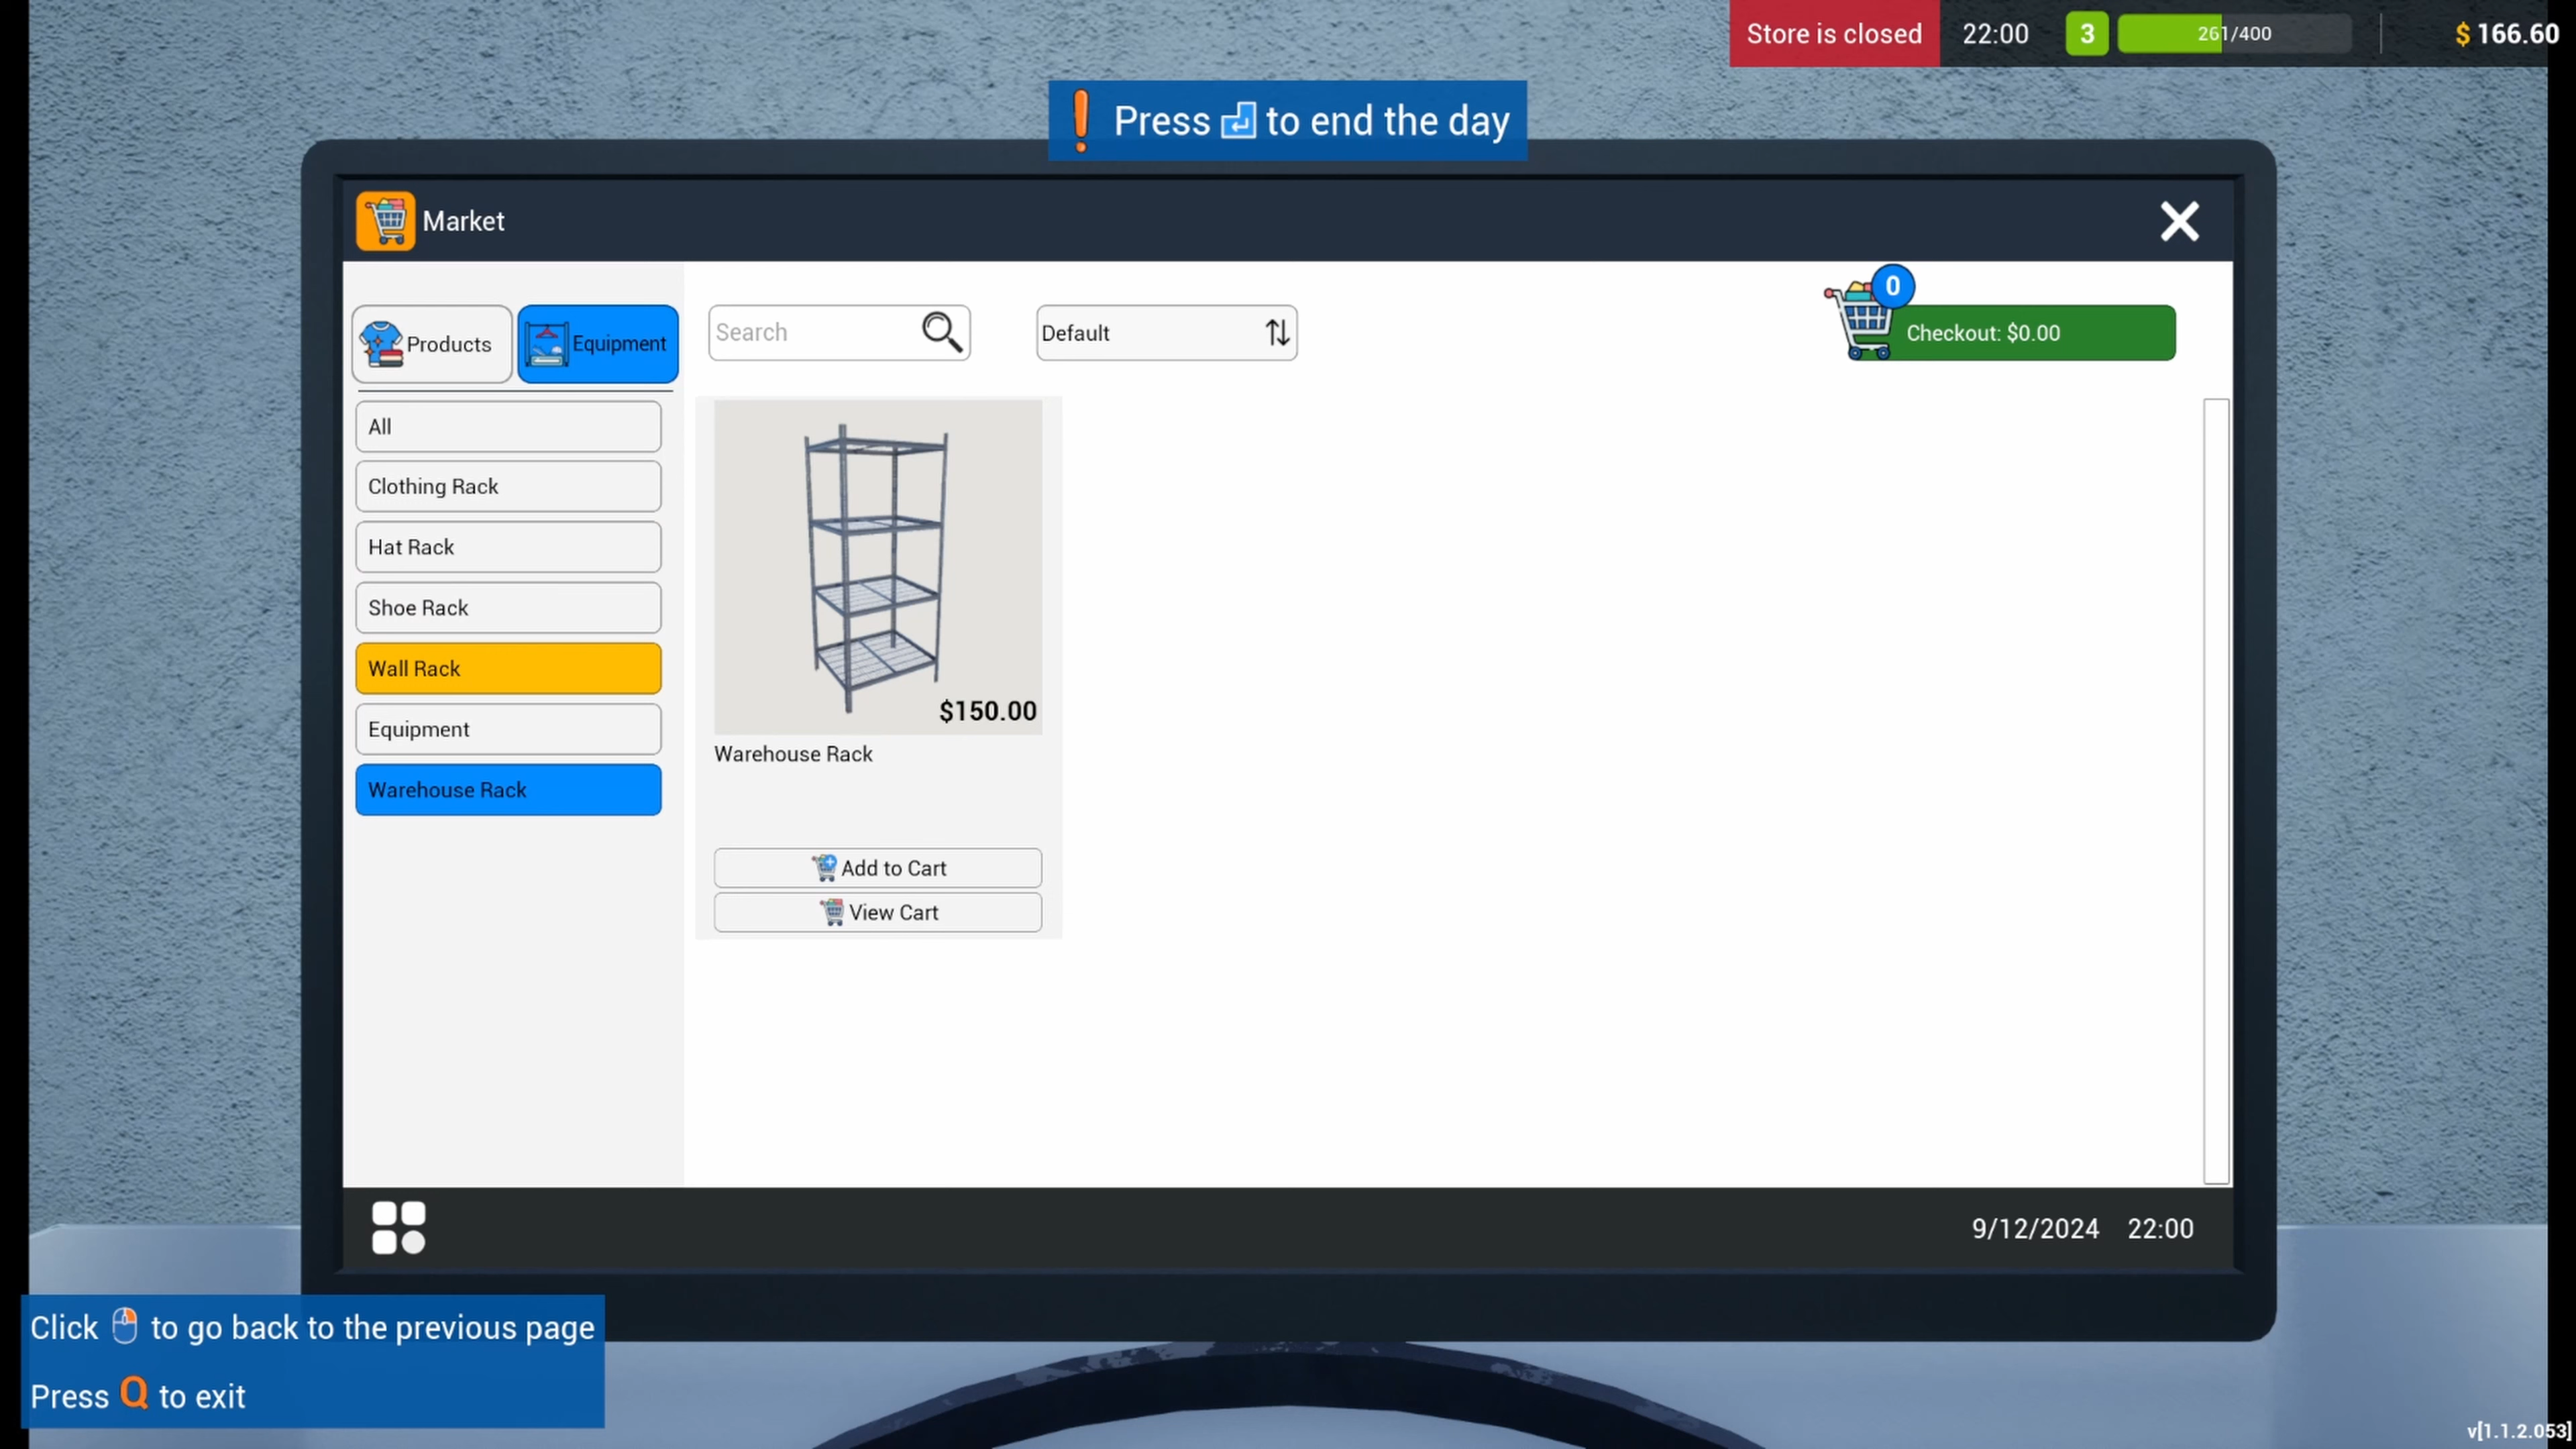 Store is closed 22:00 3 261/400 $ 166.60
Press to end the day
Market
Products Equipment Search Default 0 Checkout: $0.00
All
Clothing Rack
Hat Rack
Shoe Rack
Wall Rack
Equipment
Warehouse Rack
$150.00
Warehouse Rack
Add to Cart
View Cart
9/12/2024 22:00
Click to go back to the previous page
Press Q to exit
v[1.1.2.053]